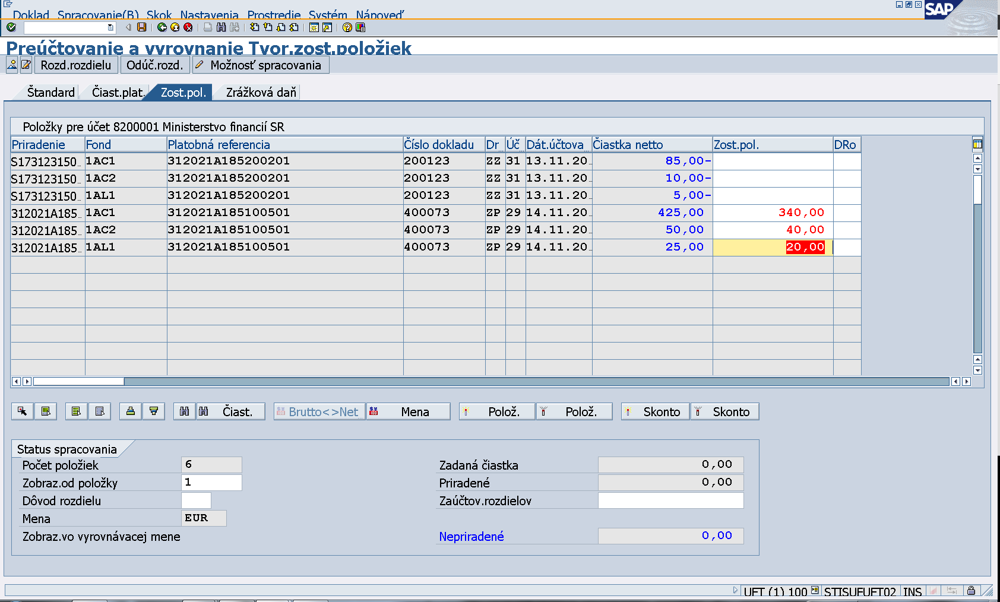 Doklad Spracovanie(B) Skok Nastavenia Prostredie Systém Nápoveď
SAP
Preúčtovanie a vyrovnanie Tvor.zost.položiek
Rozd.rozdielu Odúč.rozd. Možnosť spracovania
Štandard Čiast.plat. Zost.pol. Zrážková daň
Položky pre účet 8200001 Ministerstvo financií SR
Priradenie Fond Platobná referencia Číslo dokladu Dr.. Úč.. Dát.účtova... Čiastka netto Zost.pol. DRo
S173123150... 1AC1 312021A185200201 200123 ZZ 31 13.11.20... 85,00-
S173123150... 1AC2 312021A185200201 200123 ZZ 31 13.11.20... 10,00-
S173123150... 1AL1 312021A185200201 200123 ZZ 31 13.11.20... 5,00-
312021A185... 1AC1 312021A185100501 400073 ZP 29 14.11.20... 425,00 340,00
312021A185... 1AC2 312021A185100501 400073 ZP 29 14.11.20... 50,00 40,00
312021A185... 1AL1 312021A185100501 400073 ZP 29 14.11.20... 25,00 20,00
Čiast. Brutto<>Net... Mena Polož. Polož. Skonto Skonto
Status spracovania
Počet položiek 6 Zadaná čiastka 0,00
Zobraz.od položky 1 Priradené 0,00
Dôvod rozdielu Zaúčtov.rozdielov
Mena EUR
Zobraz.vo vyrovnávacej mene Nepriradené 0,00
UFT (1) 100 STISUFUFT02 INS